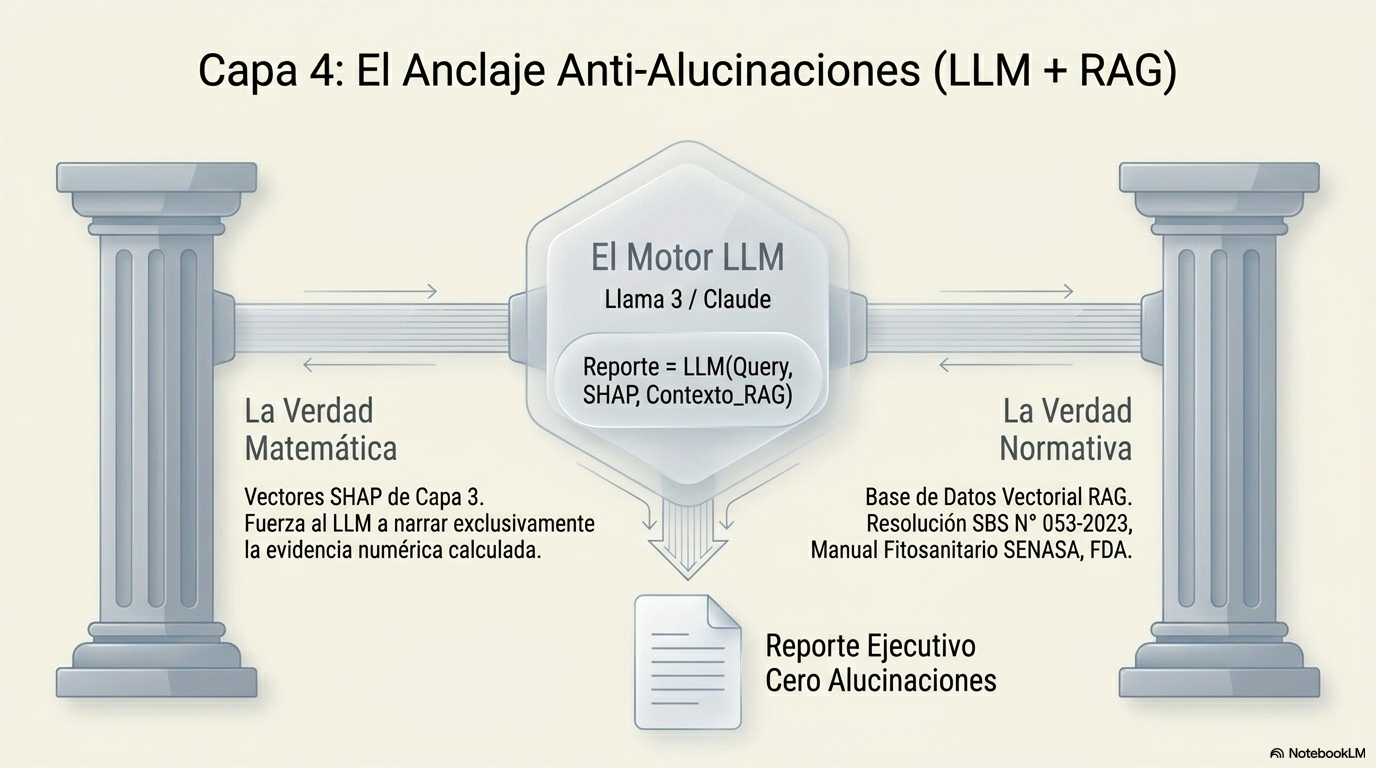 Capa 4: El Anclaje Anti-Alucinaciones (LLM + RAG)
El Motor LLM
Llama 3 / Claude
Reporte = LLM(Query,
SHAP, Contexto_RAG)
La Verdad
Matemática
Vectores SHAP de Capa 3.
Fuerza al LLM a narrar exclusivamente
la evidencia numérica calculada.
La Verdad
Normativa
Base de Datos Vectorial RAG.
Resolución SBS N° 053-2023,
Manual Fitosanitario SENASA, FDA.
Reporte Ejecutivo
Cero Alucinaciones
NotebookLM